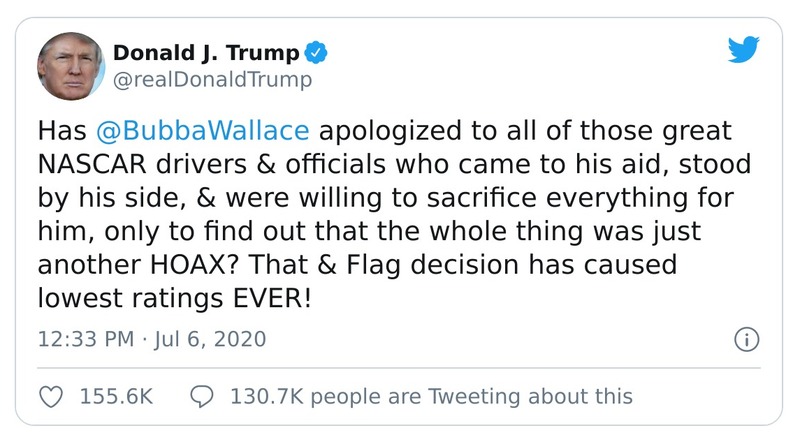 Donald J. Trump
@realDonaldTrump
Has @BubbaWallace apologized to all of those great
NASCAR drivers & officials who came to his aid, stood
by his side, & were willing to sacrifice everything for
him, only to find out that the whole thing was just
another HOAX? That & Flag decision has caused
lowest ratings EVER!
12:33 PM · Jul 6, 2020
155.6K 130.7K people are Tweeting about this